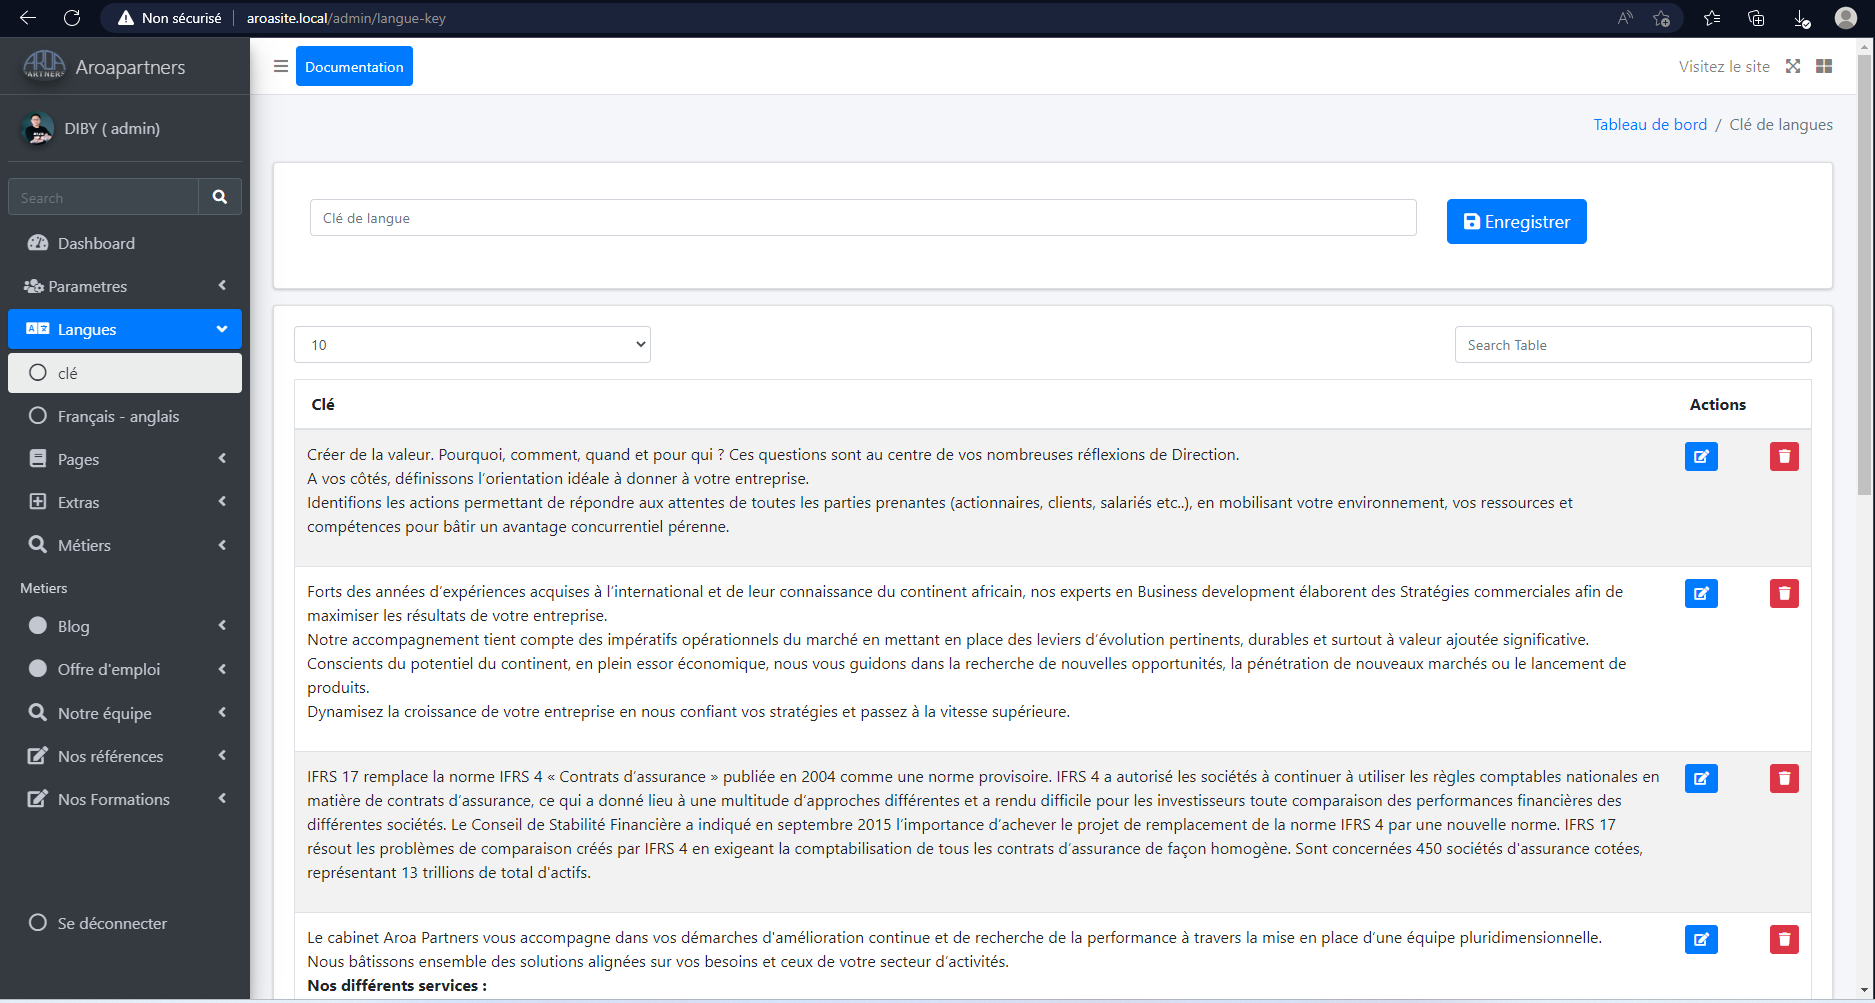 Non sécurisé
aroasite.local/admin/langue-key
AROA
PARTNERS
Aroapartners
Documentation
Visitez le site
DIBY ( admin)
Tableau de bord / Clé de langues
Search
Dashboard
Parametres
Langues
clé
Français - anglais
Pages
Extras
Métiers
Metiers
Blog
Offre d'emploi
Notre équipe
Nos références
Nos Formations
Se déconnecter
Clé de langue
Enregistrer
10
Search Table
Clé
Actions
Créer de la valeur. Pourquoi, comment, quand et pour qui ? Ces questions sont au centre de vos nombreuses réflexions de Direction.
A vos côtés, définissons l’orientation idéale à donner à votre entreprise.
Identifions les actions permettant de répondre aux attentes de toutes les parties prenantes (actionnaires, clients, salariés etc..), en mobilisant votre environnement, vos ressources et
compétences pour bâtir un avantage concurrentiel pérenne.
Forts des années d’expériences acquises à l’international et de leur connaissance du continent africain, nos experts en Business development élaborent des Stratégies commerciales afin de
maximiser les résultats de votre entreprise.
Notre accompagnement tient compte des impératifs opérationnels du marché en mettant en place des leviers d’évolution pertinents, durables et surtout à valeur ajoutée significative.
Conscients du potentiel du continent, en plein essor économique, nous vous guidons dans la recherche de nouvelles opportunités, la pénétration de nouveaux marchés ou le lancement de
produits.
Dynamisez la croissance de votre entreprise en nous confiant vos stratégies et passez à la vitesse supérieure.
IFRS 17 remplace la norme IFRS 4 « Contrats d’assurance » publiée en 2004 comme une norme provisoire. IFRS 4 a autorisé les sociétés à continuer à utiliser les règles comptables nationales en
matière de contrats d’assurance, ce qui a donné lieu à une multitude d’approches différentes et a rendu difficile pour les investisseurs toute comparaison des performances financières des
différentes sociétés. Le Conseil de Stabilité Financière a indiqué en septembre 2015 l’importance d’achever le projet de remplacement de la norme IFRS 4 par une nouvelle norme. IFRS 17
résout les problèmes de comparaison créés par IFRS 4 en exigeant la comptabilisation de tous les contrats d’assurance de façon homogène. Sont concernées 450 sociétés d'assurance cotées,
représentant 13 trillions de total d'actifs.
Le cabinet Aroa Partners vous accompagne dans vos démarches d'amélioration continue et de recherche de la performance à travers la mise en place d’une équipe pluridimensionnelle.
Nous bâtissons ensemble des solutions alignées sur vos besoins et ceux de votre secteur d’activités.
Nos différents services :